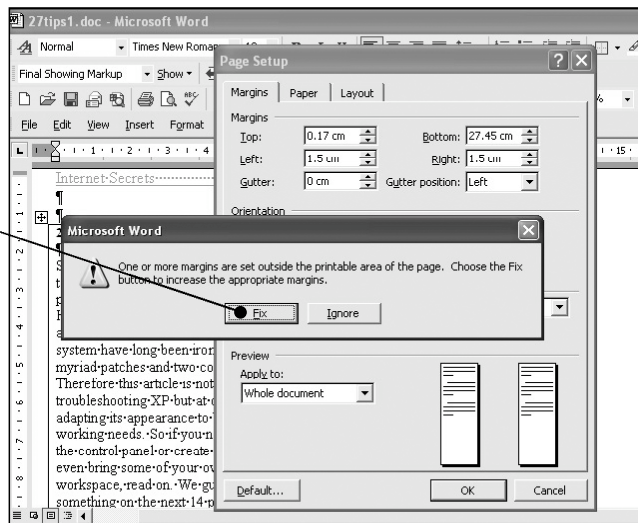 27tips1.doc - Microsoft Word
Normal Times New Roman
Final Showing Markup Show
File Edit View Insert Format
Page Setup
Margins Paper Layout
Margins
Top: 0.17 cm Bottom: 27.45 cm
Left: 1.5 cm Right: 1.5 cm
Gutter: 0 cm Gutter position: Left
Orientation
1 1 2 3 4 15
Internet·Secrets
Microsoft Word
One or more margins are set outside the printable area of the page. Choose the Fix
button to increase the appropriate margins.
Fix Ignore
Preview
Apply to:
Whole document
system·have·long·been·iron
myriad·patches·and·two·co
Therefore·this·article·is·not
troubleshooting·XP·but·at·
adapting·its·appearance·to·
working·needs.·So·if·you·n
the·control·panel·or·create·
even·bring·some·of·your·ov
workspace,·read·on.·We·gu
something·on·the·next·14·p
Default... OK Cancel